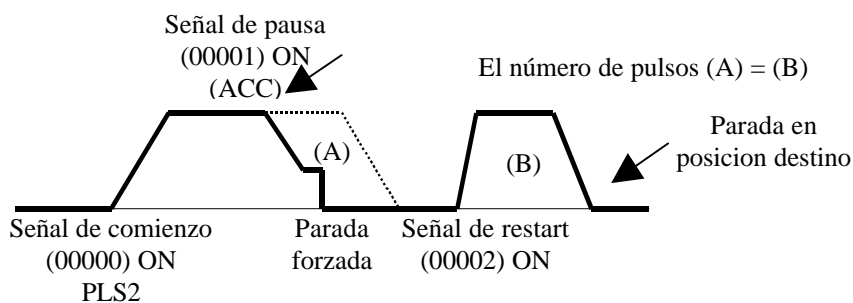 Señal de pausa
(00001) ON
(ACC)
El número de pulsos (A) = (B)
Parada en
posicion destino
(A)
(B)
Señal de comienzo
(00000) ON
PLS2
Parada
forzada
Señal de restart
(00002) ON